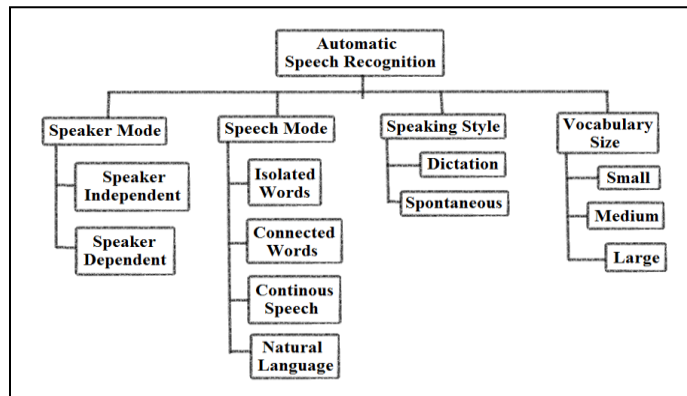 Automatic
Speech Recognition
Speaker Mode
Speaker
Independent
Speaker
Dependent
Speech Mode
Isolated
Words
Connected
Words
Continous
Speech
Natural
Language
Speaking Style
Dictation
Spontaneous
Vocabulary
Size
Small
Medium
Large